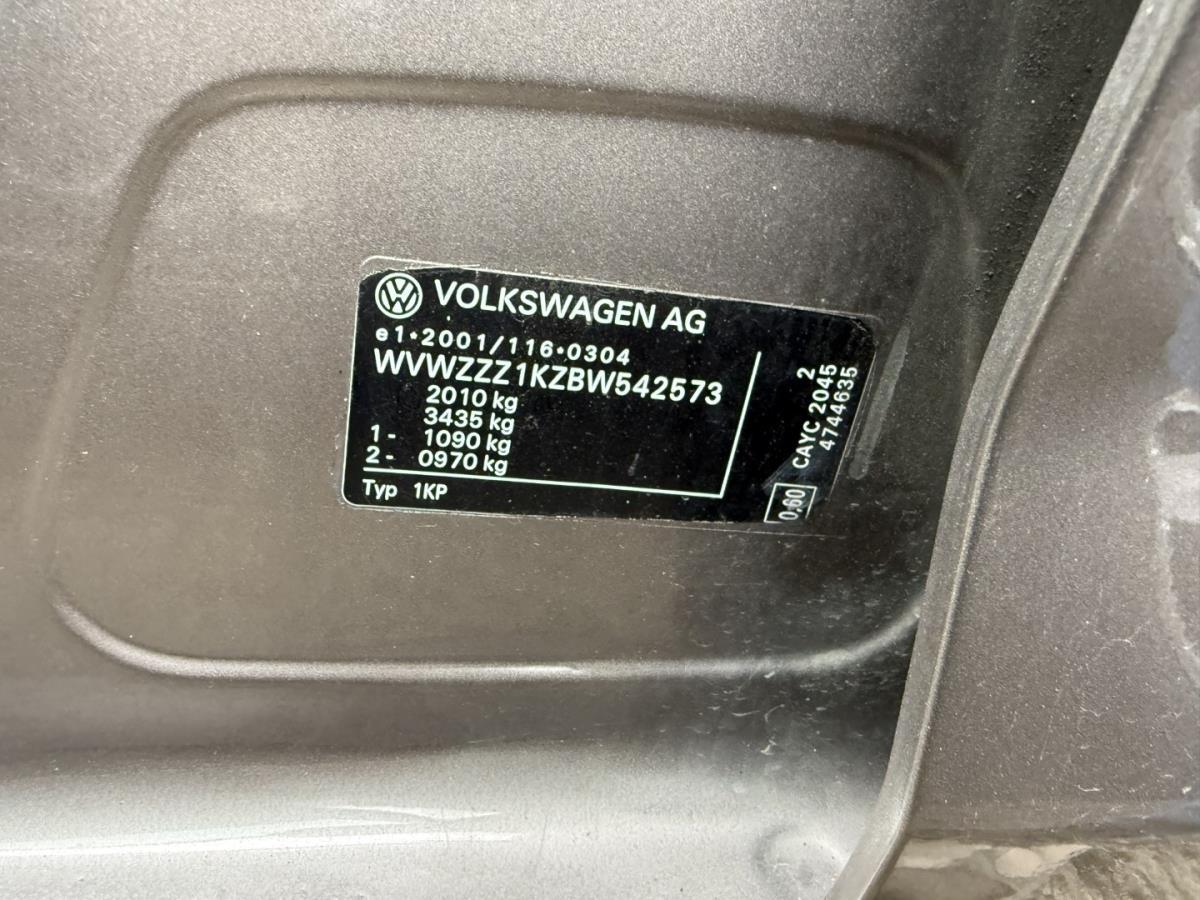 VOLKSWAGEN AG
e1*2001/116*0304
WVWZZZ1KZBW542573
2010 kg
3435 kg
1- 1090 kg
2- 0970 kg
Typ 1KP
2
CAYC 2045
4744635
0,60